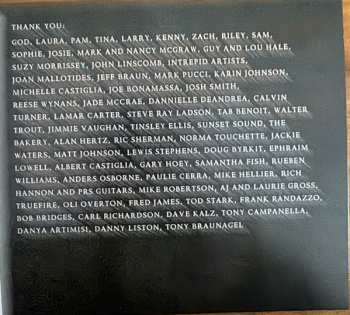 THANK YOU:
GOD, LAURA, PAM, TINA, LARRY, KENNY, ZACH, RILEY, SAM,
SOPHIE, JOSIE, MARK AND NANCY MCGRAW, GUY AND LOU HALE,
SUZY MORRISSEY, JOHN LINSCOMB, INTREPID ARTISTS,
JOAN MALLOTIDES, JEFF BRAUN, MARK PUCCI, KARIN JOHNSON,
MICHELLE CASTIGLIA, JOE BONAMASSA, JOSH SMITH,
REESE WYNANS, JADE MCCRAE, DANNIELLE DEANDREA, CALVIN
TURNER, LAMAR CARTER, STEVE RAY LADSON, TAB BENOIT, WALTER
TROUT, JIMMIE VAUGHAN, TINSLEY ELLIS, SUNSET SOUND, THE
BAKERY, ALAN HERTZ, RIC SHERMAN, NORMA TOUCHETTE, JACKIE
WATERS, MATT JOHNSON, LEWIS STEPHENS, DOUG BYRKIT, EPHRAIM
LOWELL, ALBERT CASTIGLIA, GARY HOEY, SAMANTHA FISH, RUEBEN
WILLIAMS, ANDERS OSBORNE, PAULIE CERRA, MIKE HELLIER, RICH
HANNON AND PRS GUITARS, MIKE ROBERTSON, AJ AND LAURIE GROSS,
TRUEFIRE, OLI OVERTON, FRED JAMES, TOD STARK, FRANK RANDAZZO,
BOB BRIDGES, CARL RICHARDSON, DAVE KALZ, TONY CAMPANELLA,
DANYA ARTIMISI, DANNY LISTON, TONY BRAUNAGEL